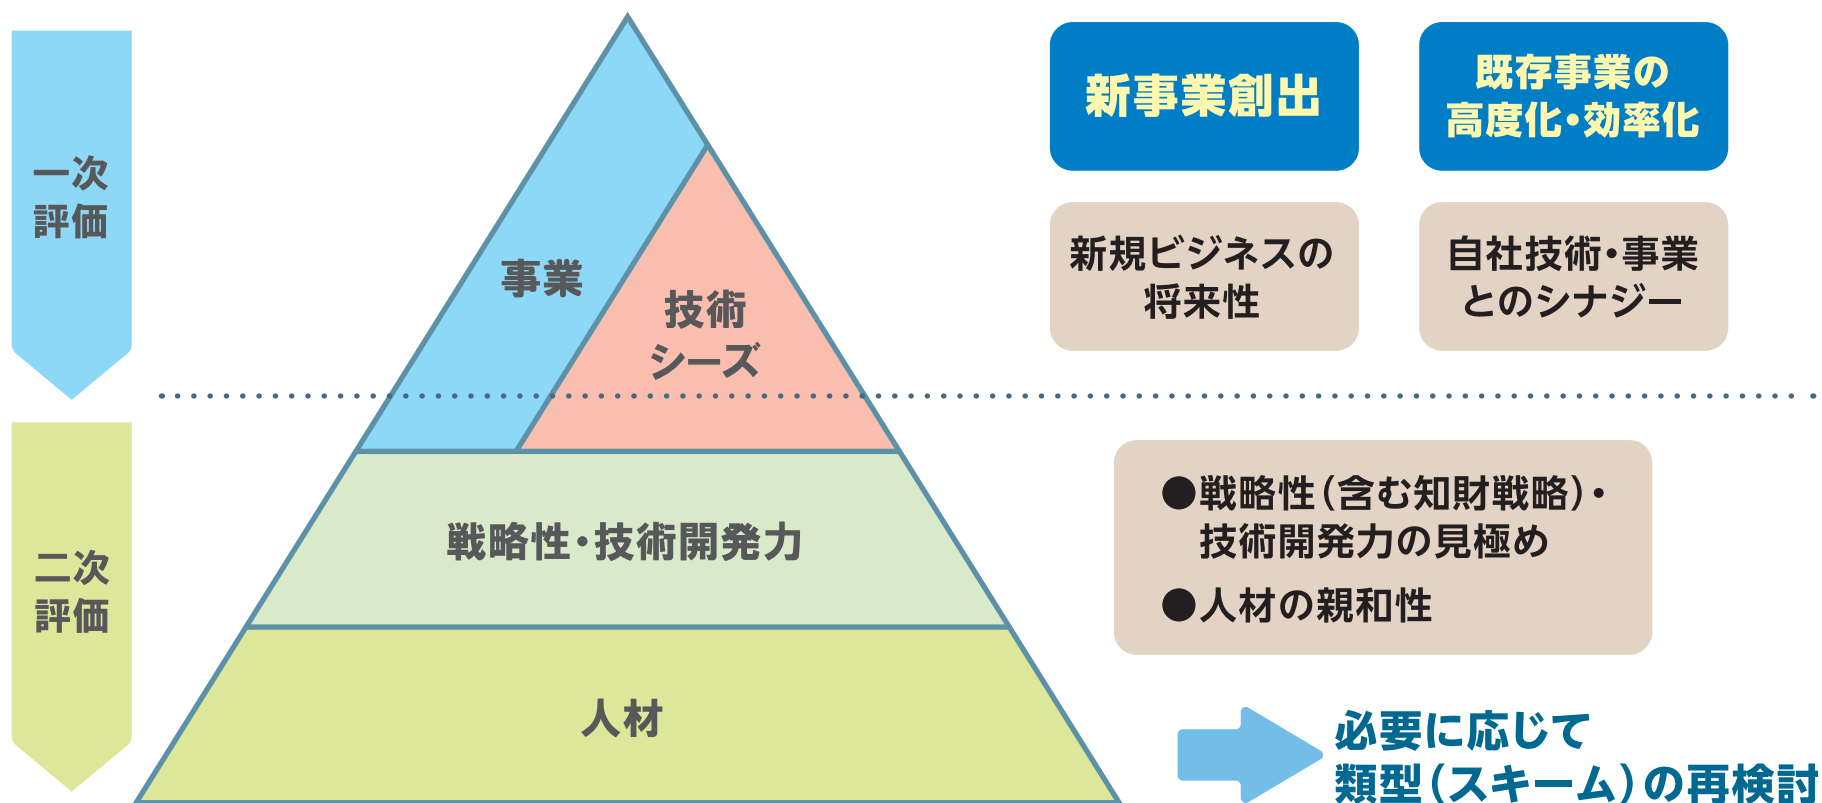 一次
評価
事業
技術
シーズ
新事業創出
既存事業の
高度化・効率化
新規ビジネスの
将来性
自社技術・事業
とのシナジー
二次
評価
戦略性・技術開発力
人材
●戦略性（含む知財戦略）・
技術開発力の見極め
●人材の親和性
必要に応じて
類型（スキーム）の再検討